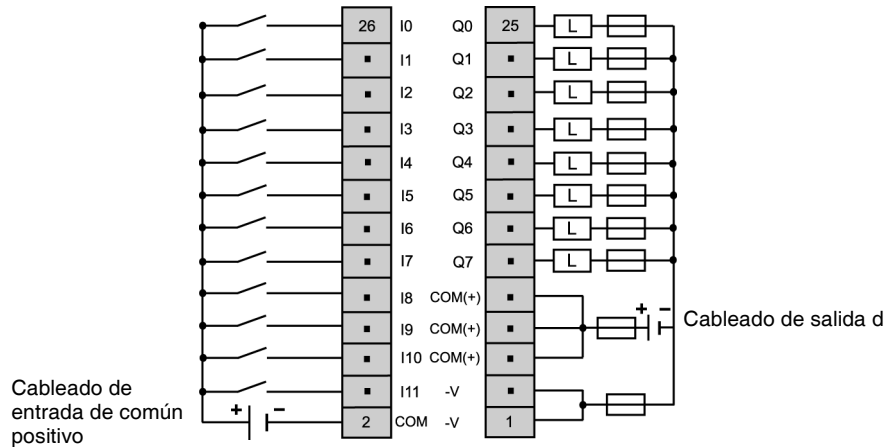 26 I0 Q0 25 L
I1 Q1 L
I2 Q2 L
I3 Q3 L
I4 Q4 L
I5 Q5 L
I6 Q6 L
I7 Q7 L
I8 COM(+)
+ −
I9 COM(+)
Cableado de salida d
I10 COM(+)
I11 -V
+ −
2 COM -V 1
Cableado de
entrada de común
positivo